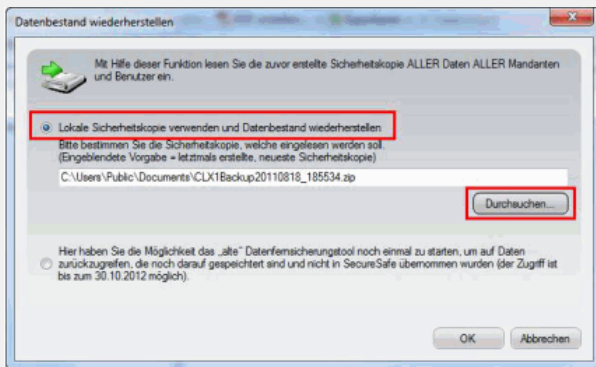 Datenbestand wiederherstellen
Mit Hilfe dieser Funktion lesen Sie die zuvor erstellte Sicherheitskopie ALLER Daten ALLER Mandanten
und Benutzer ein.
Lokale Sicherheitskopie verwenden und Datenbestand wiederherstellen
Bitte bestimmen Sie die Sicherheitskopie, welche eingelesen werden soll.
(Eingeblendete Vorgabe = letztmals erstellte, neueste Sicherheitskopie)
C:\Users\Public\Documents\CLX1Backup20110818_185534.zip
Durchsuchen...
Hier haben Sie die Möglichkeit das „alte" Datenfernsicherungstool noch einmal zu starten, um auf Daten
zurückzugreifen, die noch darauf gespeichert sind und nicht in SecureSafe übernommen wurden (der Zugriff ist
bis zum 30.10.2012 möglich).
OK
Abbrechen